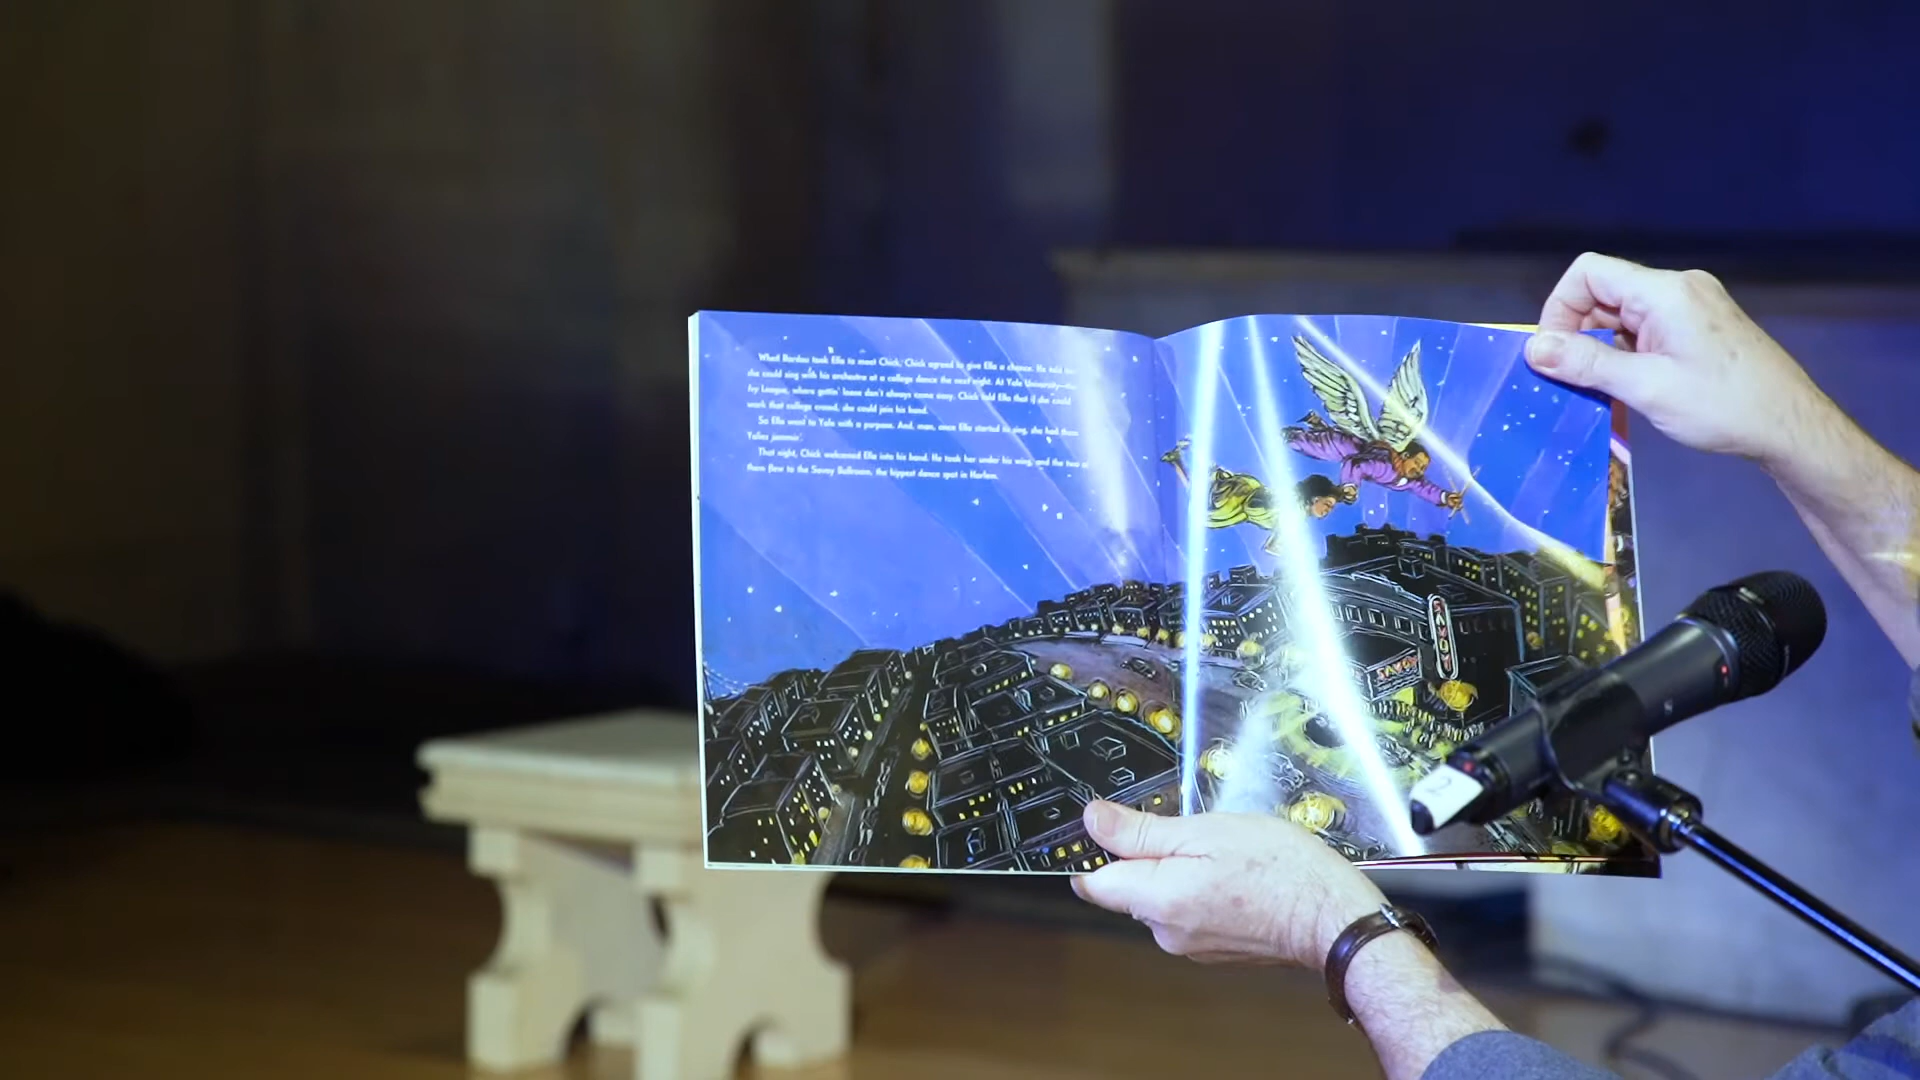 When Bardou took Ella to meet Chick, Chick agreed to give Ella a chance. He told her
she could sing with his orchestra at a college dance the next night. At Yale University—the
Ivy League, where gettin' loose don't always come easy. Chick told Ella that if she could
work that college crowd, she could join his band.
So Ella went to Yale with a purpose. And, man, once Ella started to sing, she had those
Yalies jammin'.
That night, Chick welcomed Ella into his band. He took her under his wing, and the two of
them flew to the Savoy Ballroom, the hippest dance spot in Harlem.
SAVOY
SAVOY
2